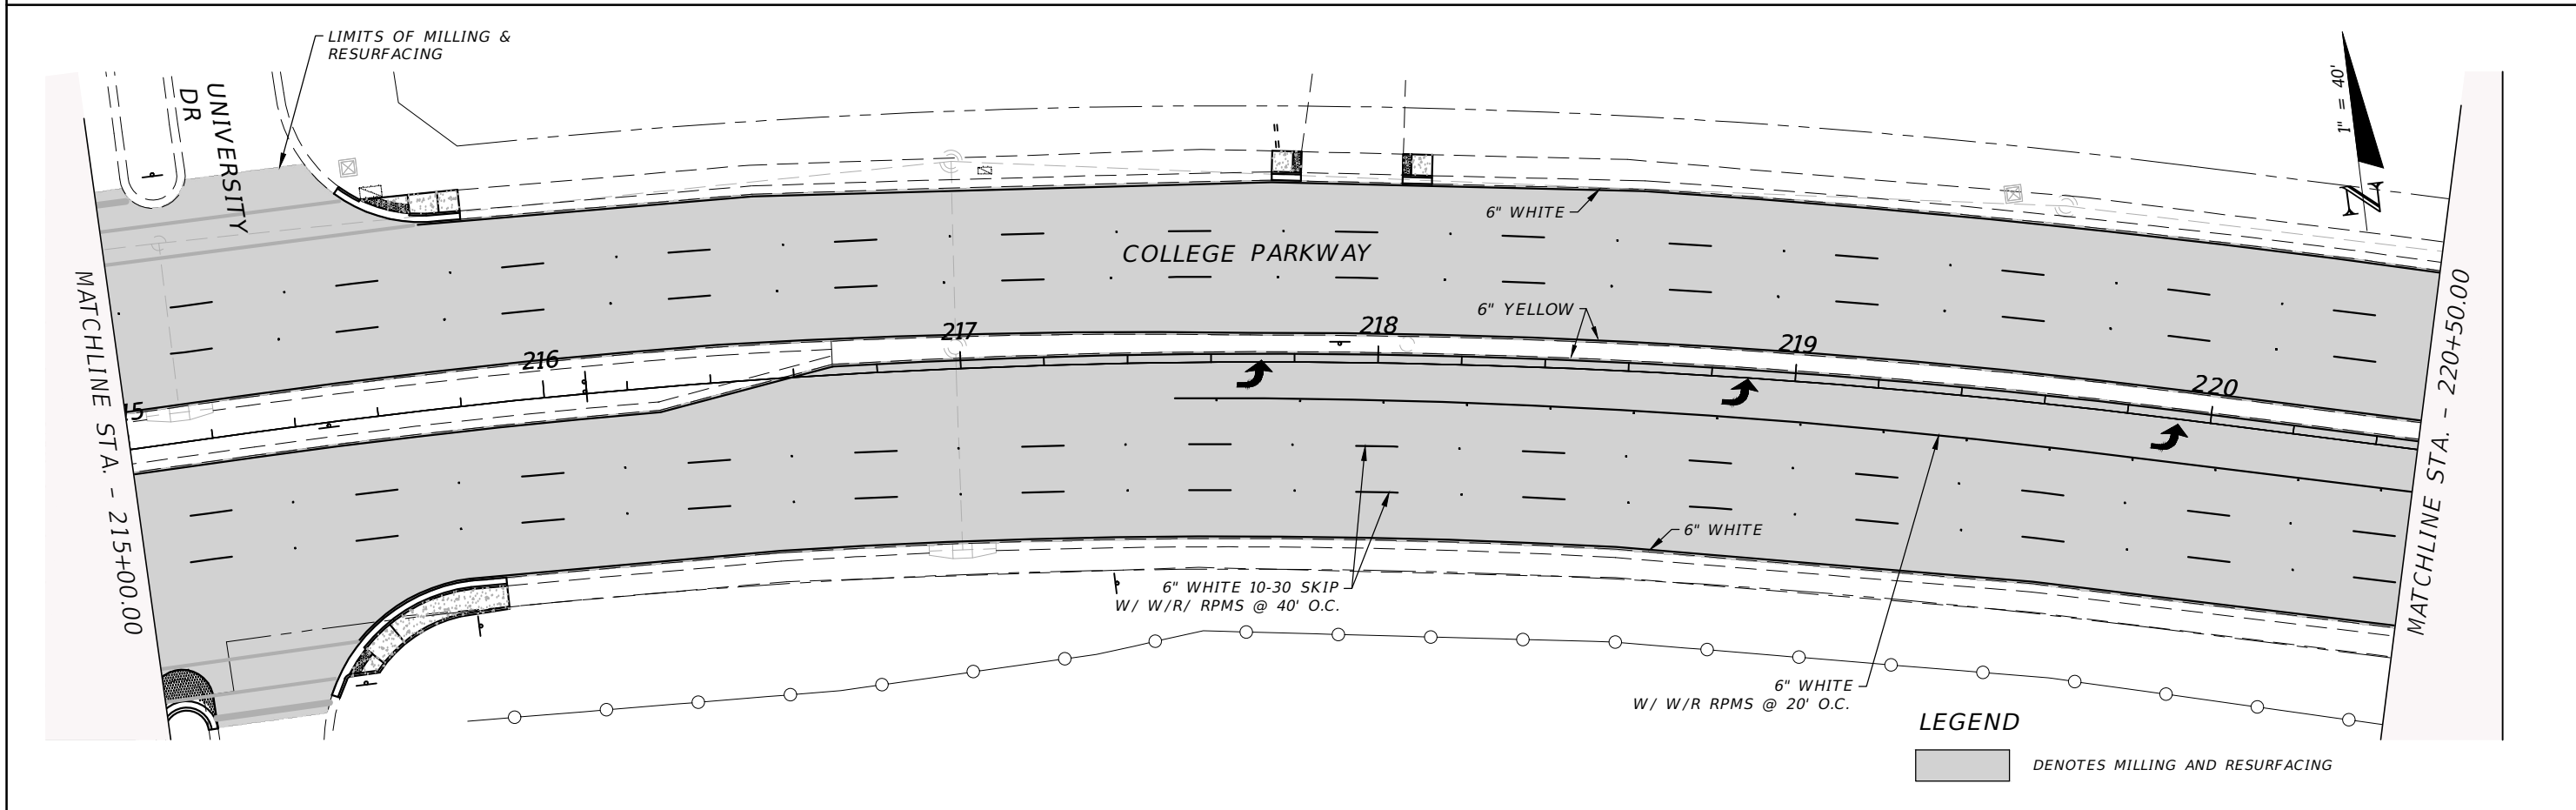 LIMITS OF MILLING &
RESURFACING
UNIVERSITY
DR
1" = 40'
N
6" WHITE
COLLEGE PARKWAY
6" YELLOW
15
216
217
218
219
220
MATCHLINE STA. - 215+00.00
MATCHLINE STA. - 220+50.00
6" WHITE
6" WHITE 10-30 SKIP
W/ W/R/ RPMS @ 40' O.C.
6" WHITE
W/ W/R RPMS @ 20' O.C.
LEGEND
DENOTES MILLING AND RESURFACING